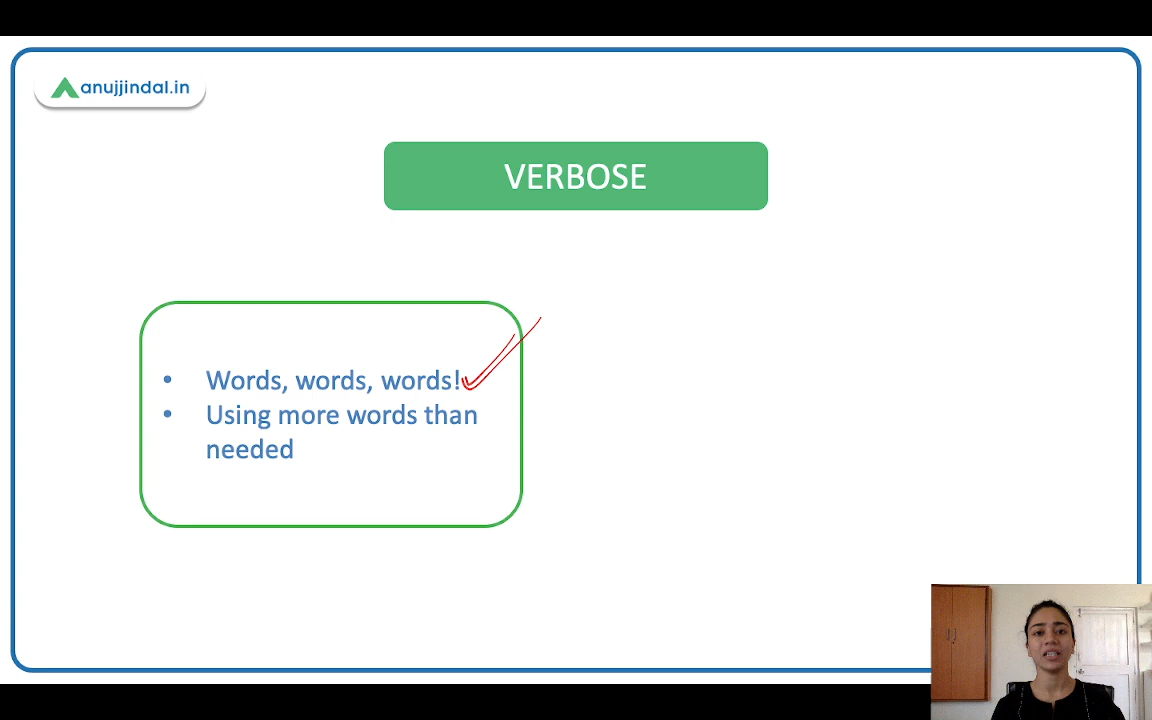 anujjindal.in
VERBOSE
• Words, words, words!
• Using more words than
needed